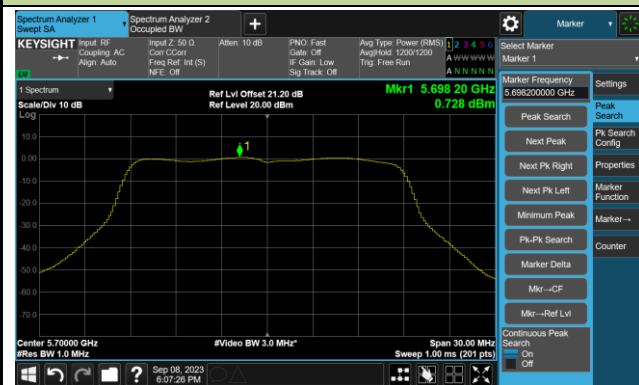 Spectrum Analyzer 1
Swept SA
Spectrum Analyzer 2
Occupied BW
+
Marker
KEYSIGHT
Input: RF
Coupling: AC
Align: Auto
Input Z: 50 Ω
Corr CCorr
Freq Ref: Int (S)
NFE: Off
Atten: 10 dB
PNO: Fast
Gate: Off
IF Gain: Low
Sig Track: Off
Avg Type: Power (RMS)
Avg|Hold: 1200/1200
Trig: Free Run
1 2 3 4 5 6
A W W W W W
A N N N N N
Select Marker
Marker 1
LXI
1 Spectrum
Scale/Div 10 dB
Log
Ref Lvl Offset 21.20 dB
Ref Level 20.00 dBm
Mkr1 5.698 20 GHz
0.728 dBm
10.0
0.00
-10.0
-20.0
-30.0
-40.0
-50.0
-60.0
-70.0
1
Center 5.70000 GHz
#Res BW 1.0 MHz
#Video BW 3.0 MHz*
Span 30.00 MHz
Sweep 1.00 ms (201 pts)
Marker Frequency
5.698200000 GHz
Peak Search
Next Peak
Next Pk Right
Next Pk Left
Minimum Peak
Pk-Pk Search
Marker Delta
Mkr→CF
Mkr→Ref Lvl
Continuous Peak
Search
On
Off
Settings
Peak
Search
Pk Search
Config
Properties
Marker
Function
Marker→
Counter
?
Sep 08, 2023
6:07:26 PM